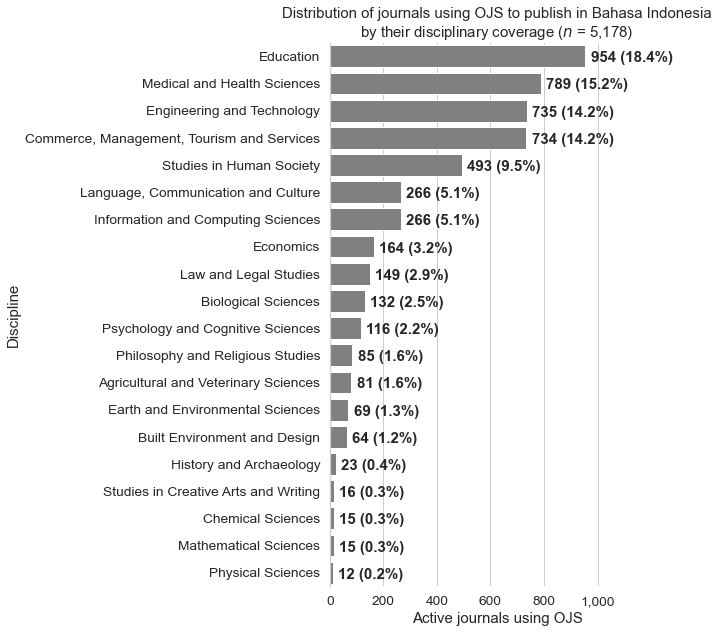 Distribution of journals using OJS to publish in Bahasa Indonesia
by their disciplinary coverage (n = 5,178)
Education 954 (18.4%)
Medical and Health Sciences 789 (15.2%)
Engineering and Technology 735 (14.2%)
Commerce, Management, Tourism and Services 734 (14.2%)
Studies in Human Society 493 (9.5%)
Language, Communication and Culture 266 (5.1%)
Information and Computing Sciences 266 (5.1%)
Economics 164 (3.2%)
Law and Legal Studies 149 (2.9%)
Biological Sciences 132 (2.5%)
Psychology and Cognitive Sciences 116 (2.2%)
Philosophy and Religious Studies 85 (1.6%)
Agricultural and Veterinary Sciences 81 (1.6%)
Earth and Environmental Sciences 69 (1.3%)
Built Environment and Design 64 (1.2%)
History and Archaeology 23 (0.4%)
Studies in Creative Arts and Writing 16 (0.3%)
Chemical Sciences 15 (0.3%)
Mathematical Sciences 15 (0.3%)
Physical Sciences 12 (0.2%)
Discipline
0 200 400 600 800 1,000
Active journals using OJS